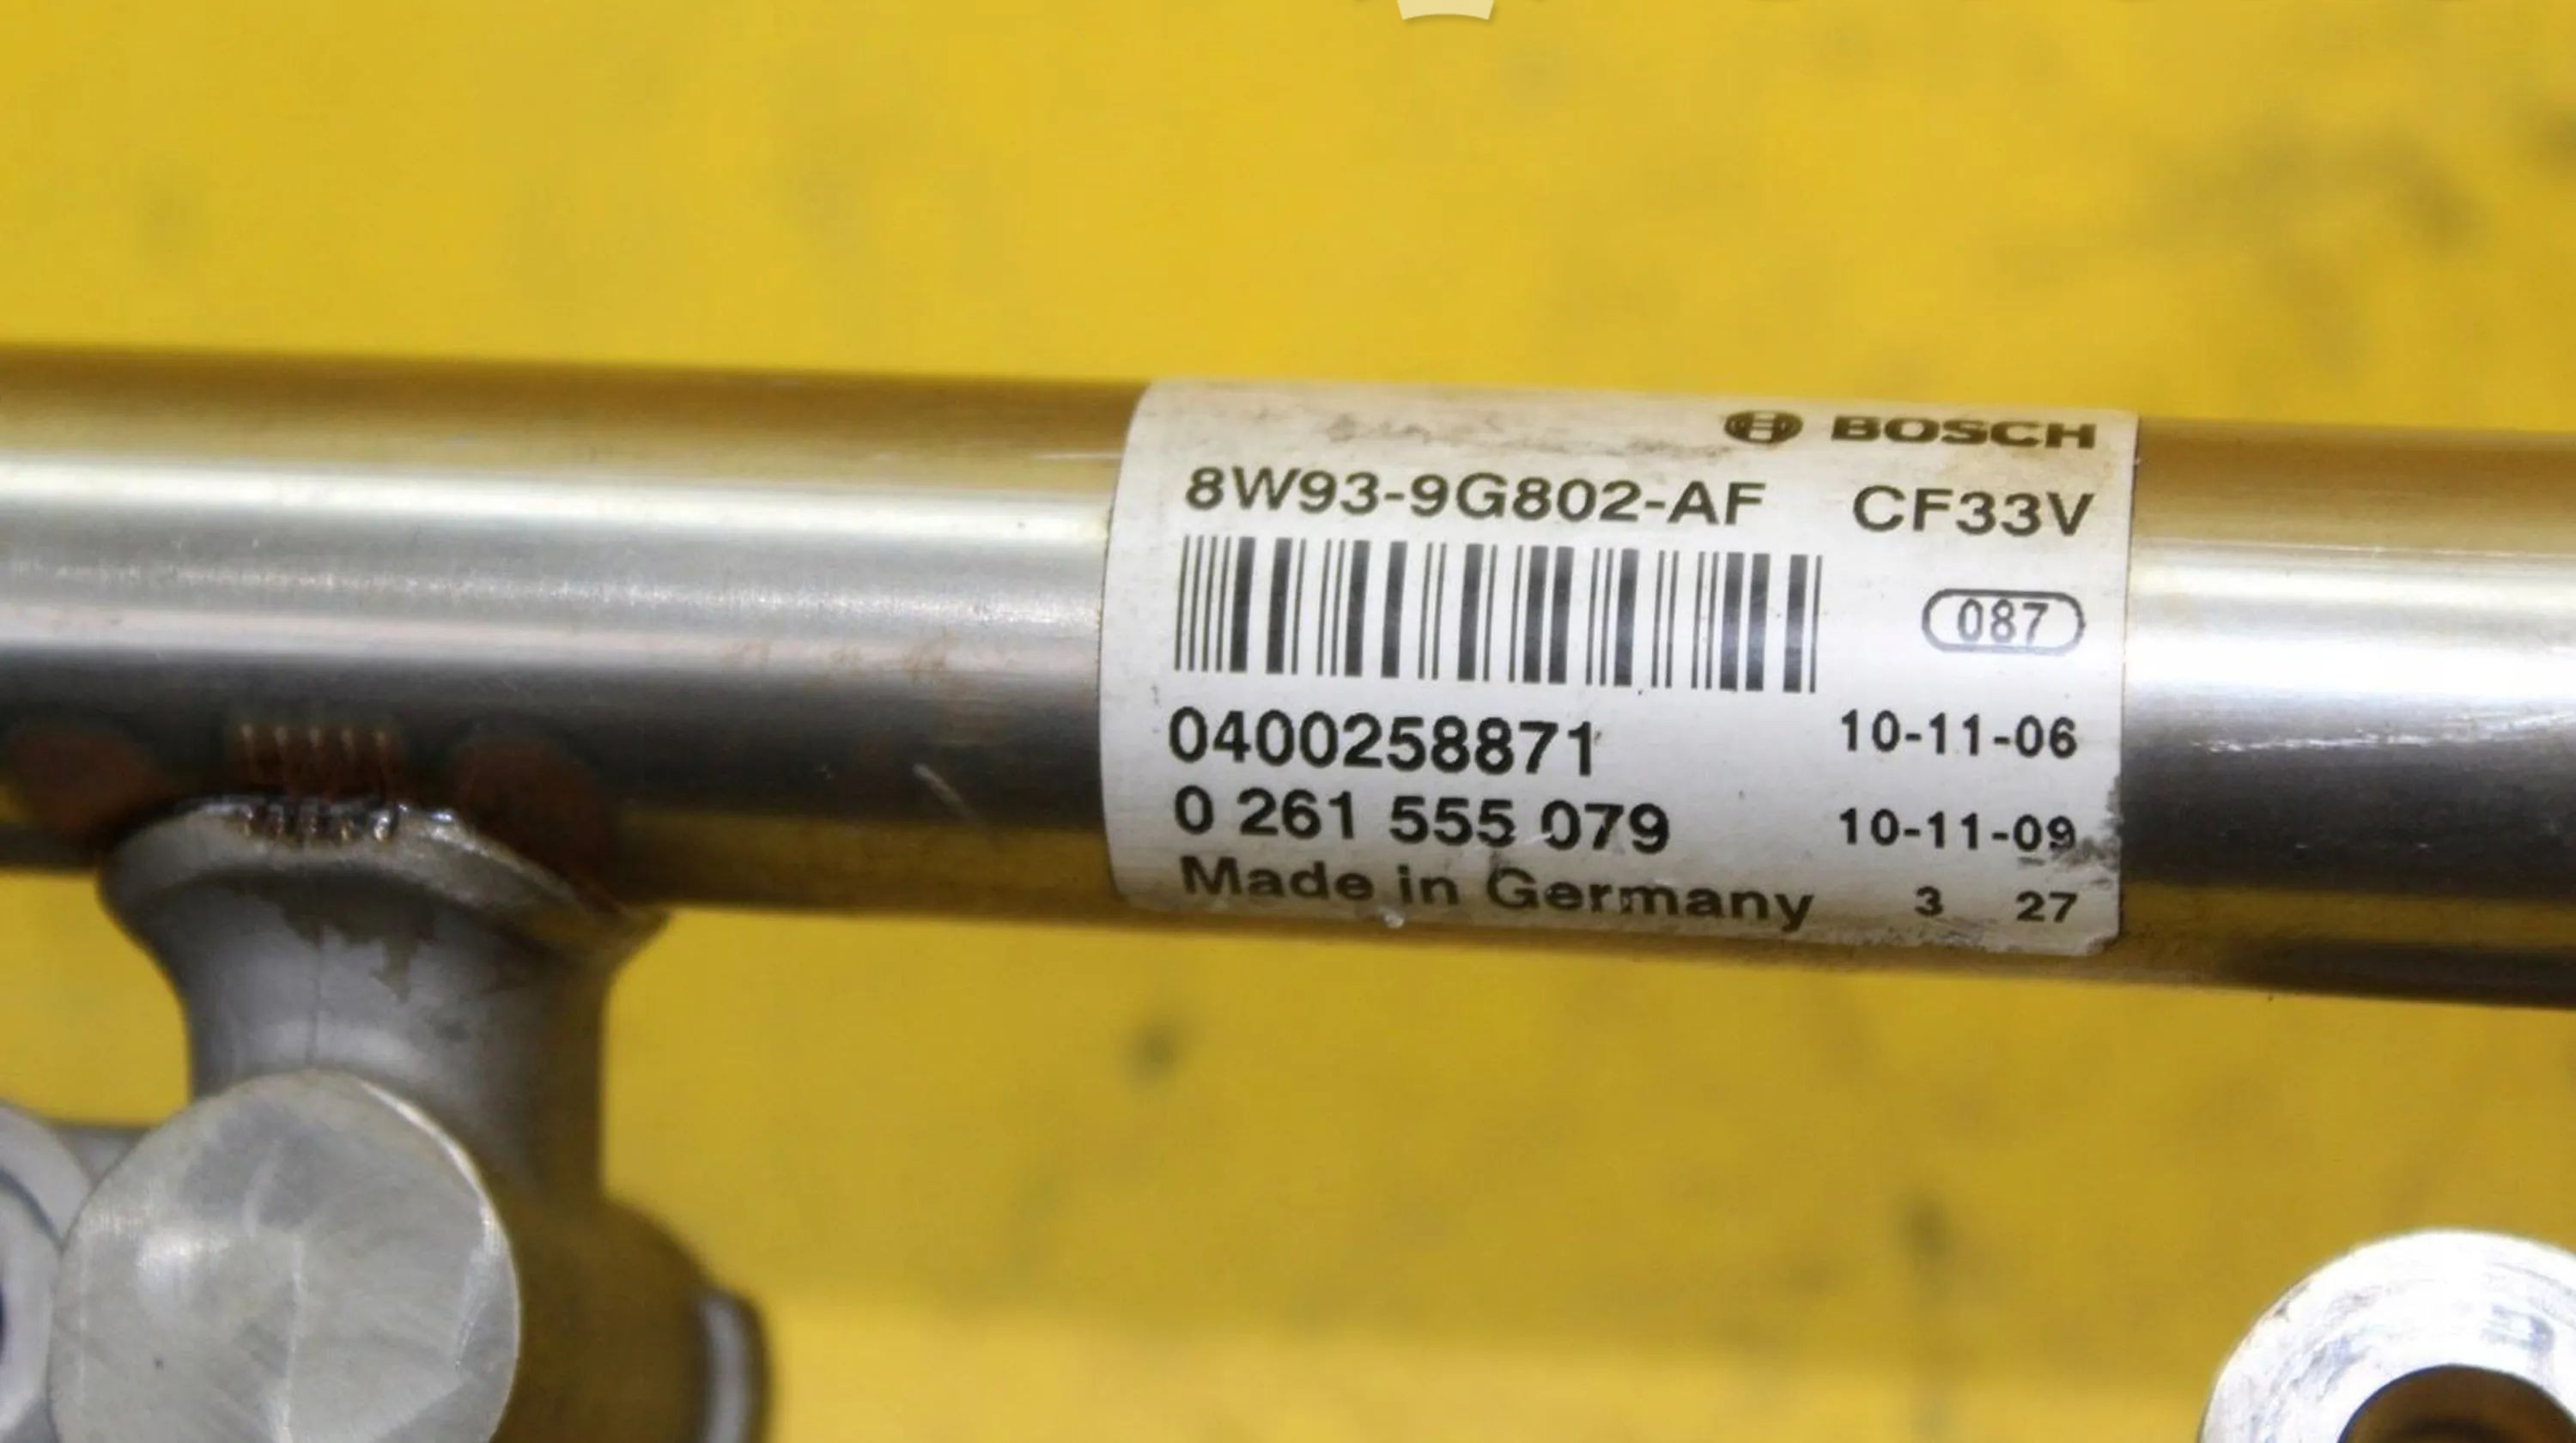 BOSCH
8W93-9G802-AF CF33V
087
0400258871 10-11-06
0 261 555 079 10-11-09
Made in Germany 3 27